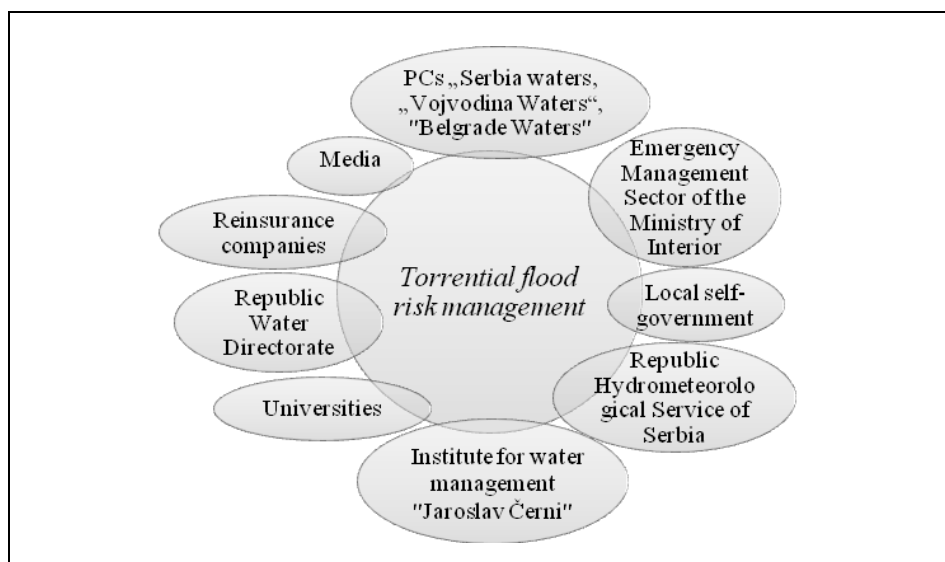 PCs „Serbia waters,
„Vojvodina Waters“,
"Belgrade Waters"
Emergency
Management
Sector of the
Ministry of
Interior
Media
Reinsurance
companies
Torrential flood
risk management
Local self-
government
Republic
Water
Directorate
Republic
Hydrometeorolo
gical Service of
Serbia
Universities
Institute for water
management
"Jaroslav Černi"